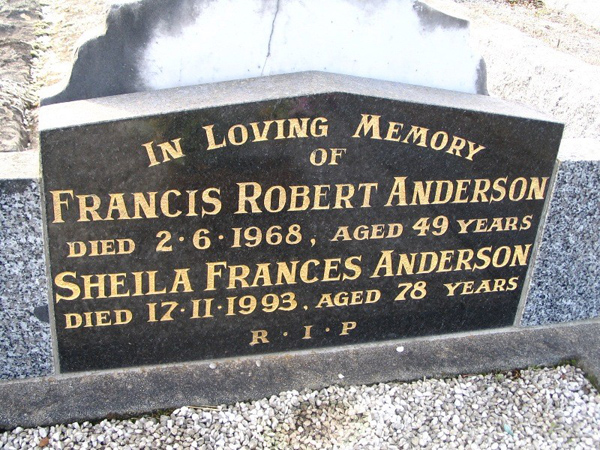 IN LOVING MEMORY
OF
FRANCIS ROBERT ANDERSON
DIED 2·6·1968, AGED 49 YEARS
SHEILA FRANCES ANDERSON
DIED 17·11·1993, AGED 78 YEARS
R·I·P